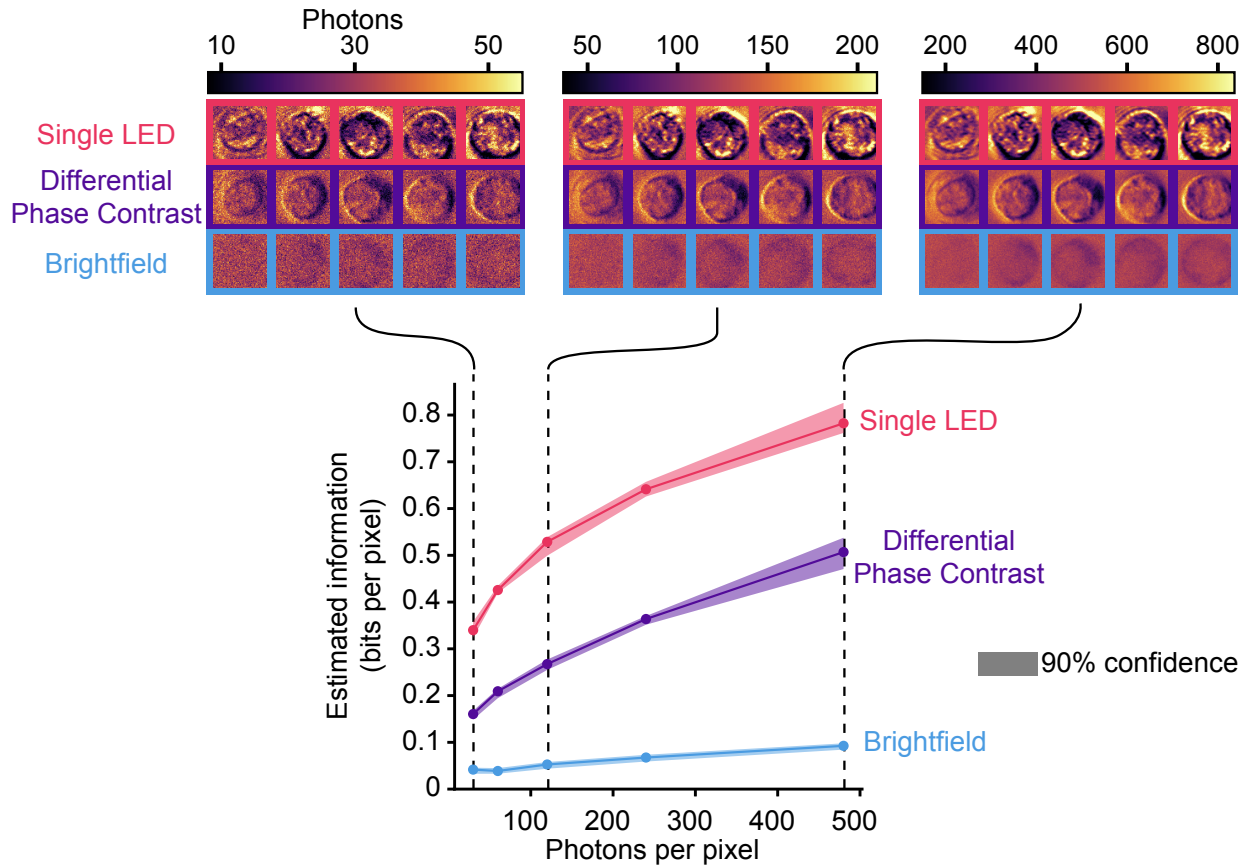 Photons
10 30 50
50 100 150 200
200 400 600 800
Single LED
Differential
Phase Contrast
Brightfield
0.8
0.7
0.6
0.5
0.4
0.3
0.2
0.1
0
Estimated information
(bits per pixel)
Single LED
Differential
Phase Contrast
90% confidence
Brightfield
100 200 300 400 500
Photons per pixel